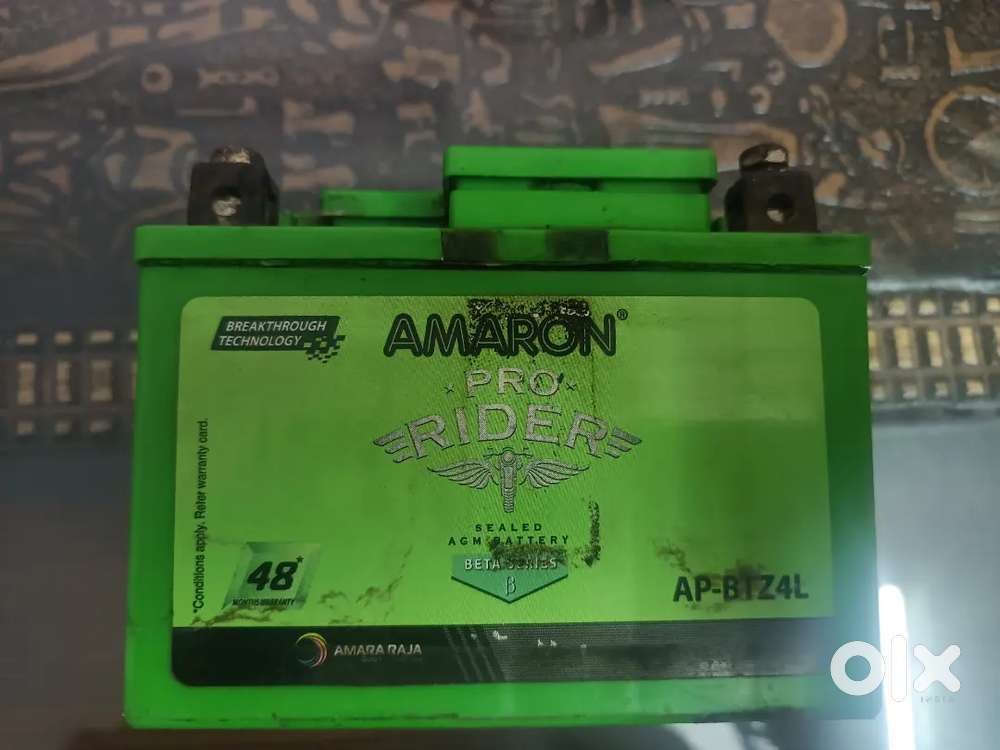 BREAKTHROUGH
TECHNOLOGY
AMARON®
PRO
RIDER
SEALED
AGM BATTERY
BETA SERIES
β
*Conditions apply. Refer warranty card.
48*
MONTHS WARRANTY
AP-BTZ4L
AMARA RAJA
olx